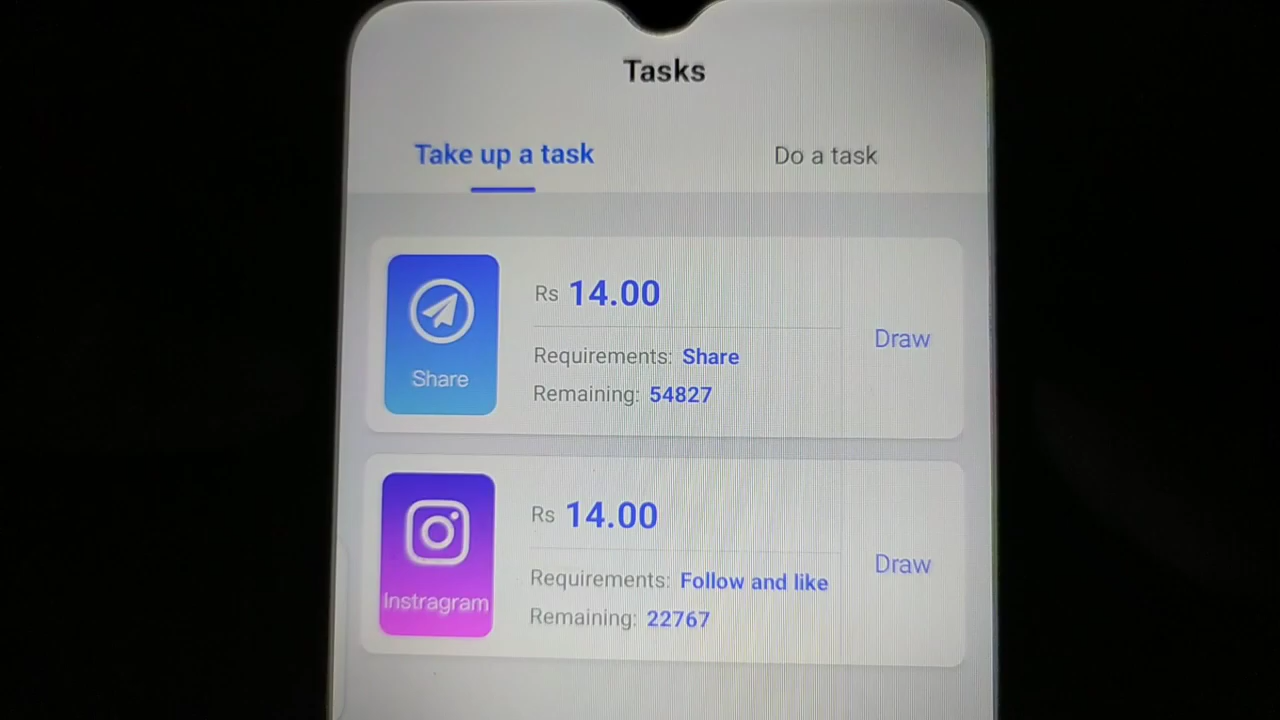 Tasks
Take up a task
Do a task
Rs 14.00
Requirements: Share
Remaining: 54827
Draw
Share
Rs 14.00
Requirements: Follow and like
Remaining: 22767
Draw
Instragram